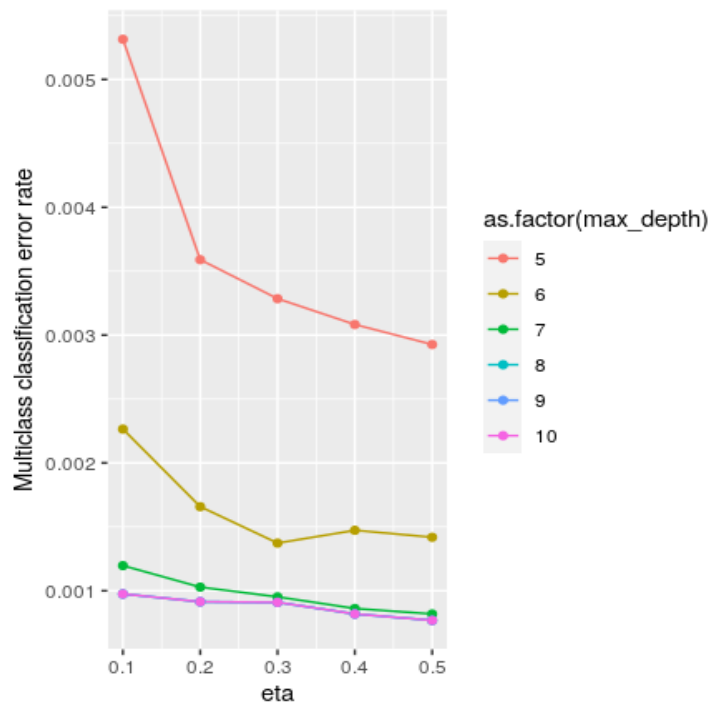 Multiclass classification error rate
0.005
0.004
0.003
0.002
0.001
0.1 0.2 0.3 0.4 0.5
eta
as.factor(max_depth)
5
6
7
8
9
10